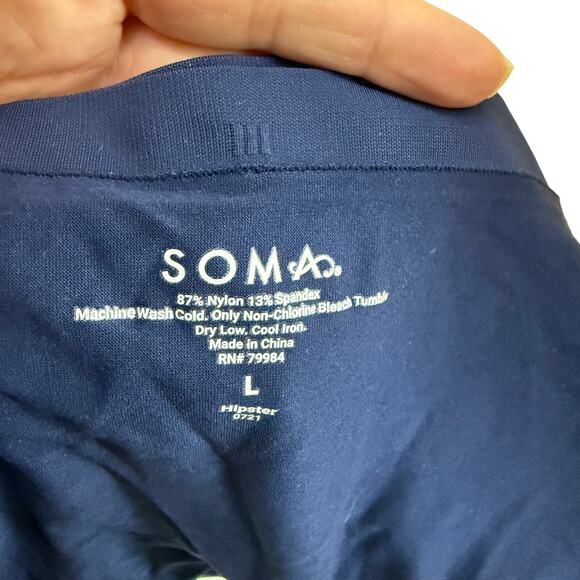 SOMA
87% Nylon 13% Spandex
Machine Wash Cold. Only Non-Chlorine Bleach Tumble
Dry Low. Cool Iron.
Made in China
RN# 79984
L
Hipster
0721